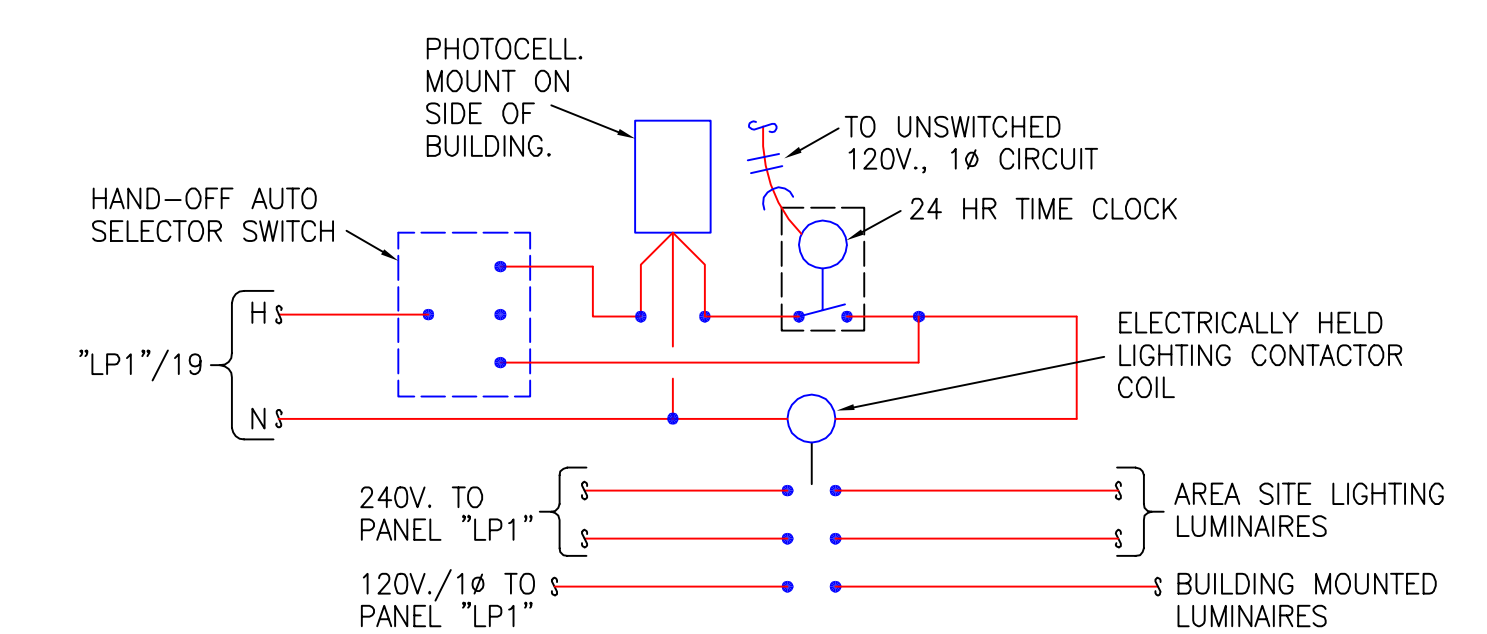 PHOTOCELL.
MOUNT ON
SIDE OF
BUILDING.
TO UNSWITCHED
120V., 1ø CIRCUIT
HAND-OFF AUTO
SELECTOR SWITCH
24 HR TIME CLOCK
H
"LP1"/19
N
ELECTRICALLY HELD
LIGHTING CONTACTOR
COIL
240V. TO
PANEL "LP1"
AREA SITE LIGHTING
LUMINAIRES
120V./1ø TO
PANEL "LP1"
BUILDING MOUNTED
LUMINAIRES